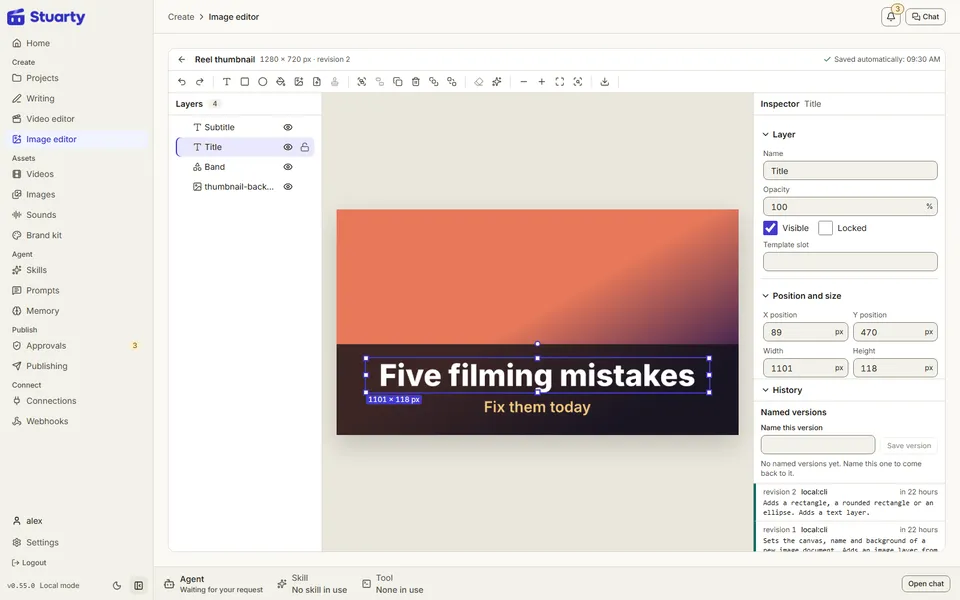 Stuarty
Create > Image editor
3
Chat
Home
Create
Projects
Writing
Video editor
Image editor
Assets
Videos
Images
Sounds
Brand kit
Agent
Skills
Prompts
Memory
Publish
Approvals 3
Publishing
Connect
Connections
Webhooks
alex
Settings
Logout
v0.55.0 Local mode
Reel thumbnail 1280 × 720 px · revision 2
Saved automatically: 09:30 AM
Layers 4
Subtitle
Title
Band
thumbnail-back...
Five filming mistakes
1101 × 118 px
Fix them today
Inspector Title
Layer
Name
Title
Opacity
100 %
Visible Locked
Template slot
Position and size
X position Y position
89 px 470 px
Width Height
1101 px 118 px
History
Named versions
Name this version
Save version
No named versions yet. Name this one to come
back to it.
revision 2 local:cli in 22 hours
Adds a rectangle, a rounded rectangle or an
ellipse. Adds a text layer.
revision 1 local:cli in 22 hours
Sets the canvas, name and background of a
new image document. Adds an image layer from
Agent
Waiting for your request
Skill
No skill in use
Tool
None in use
Open chat